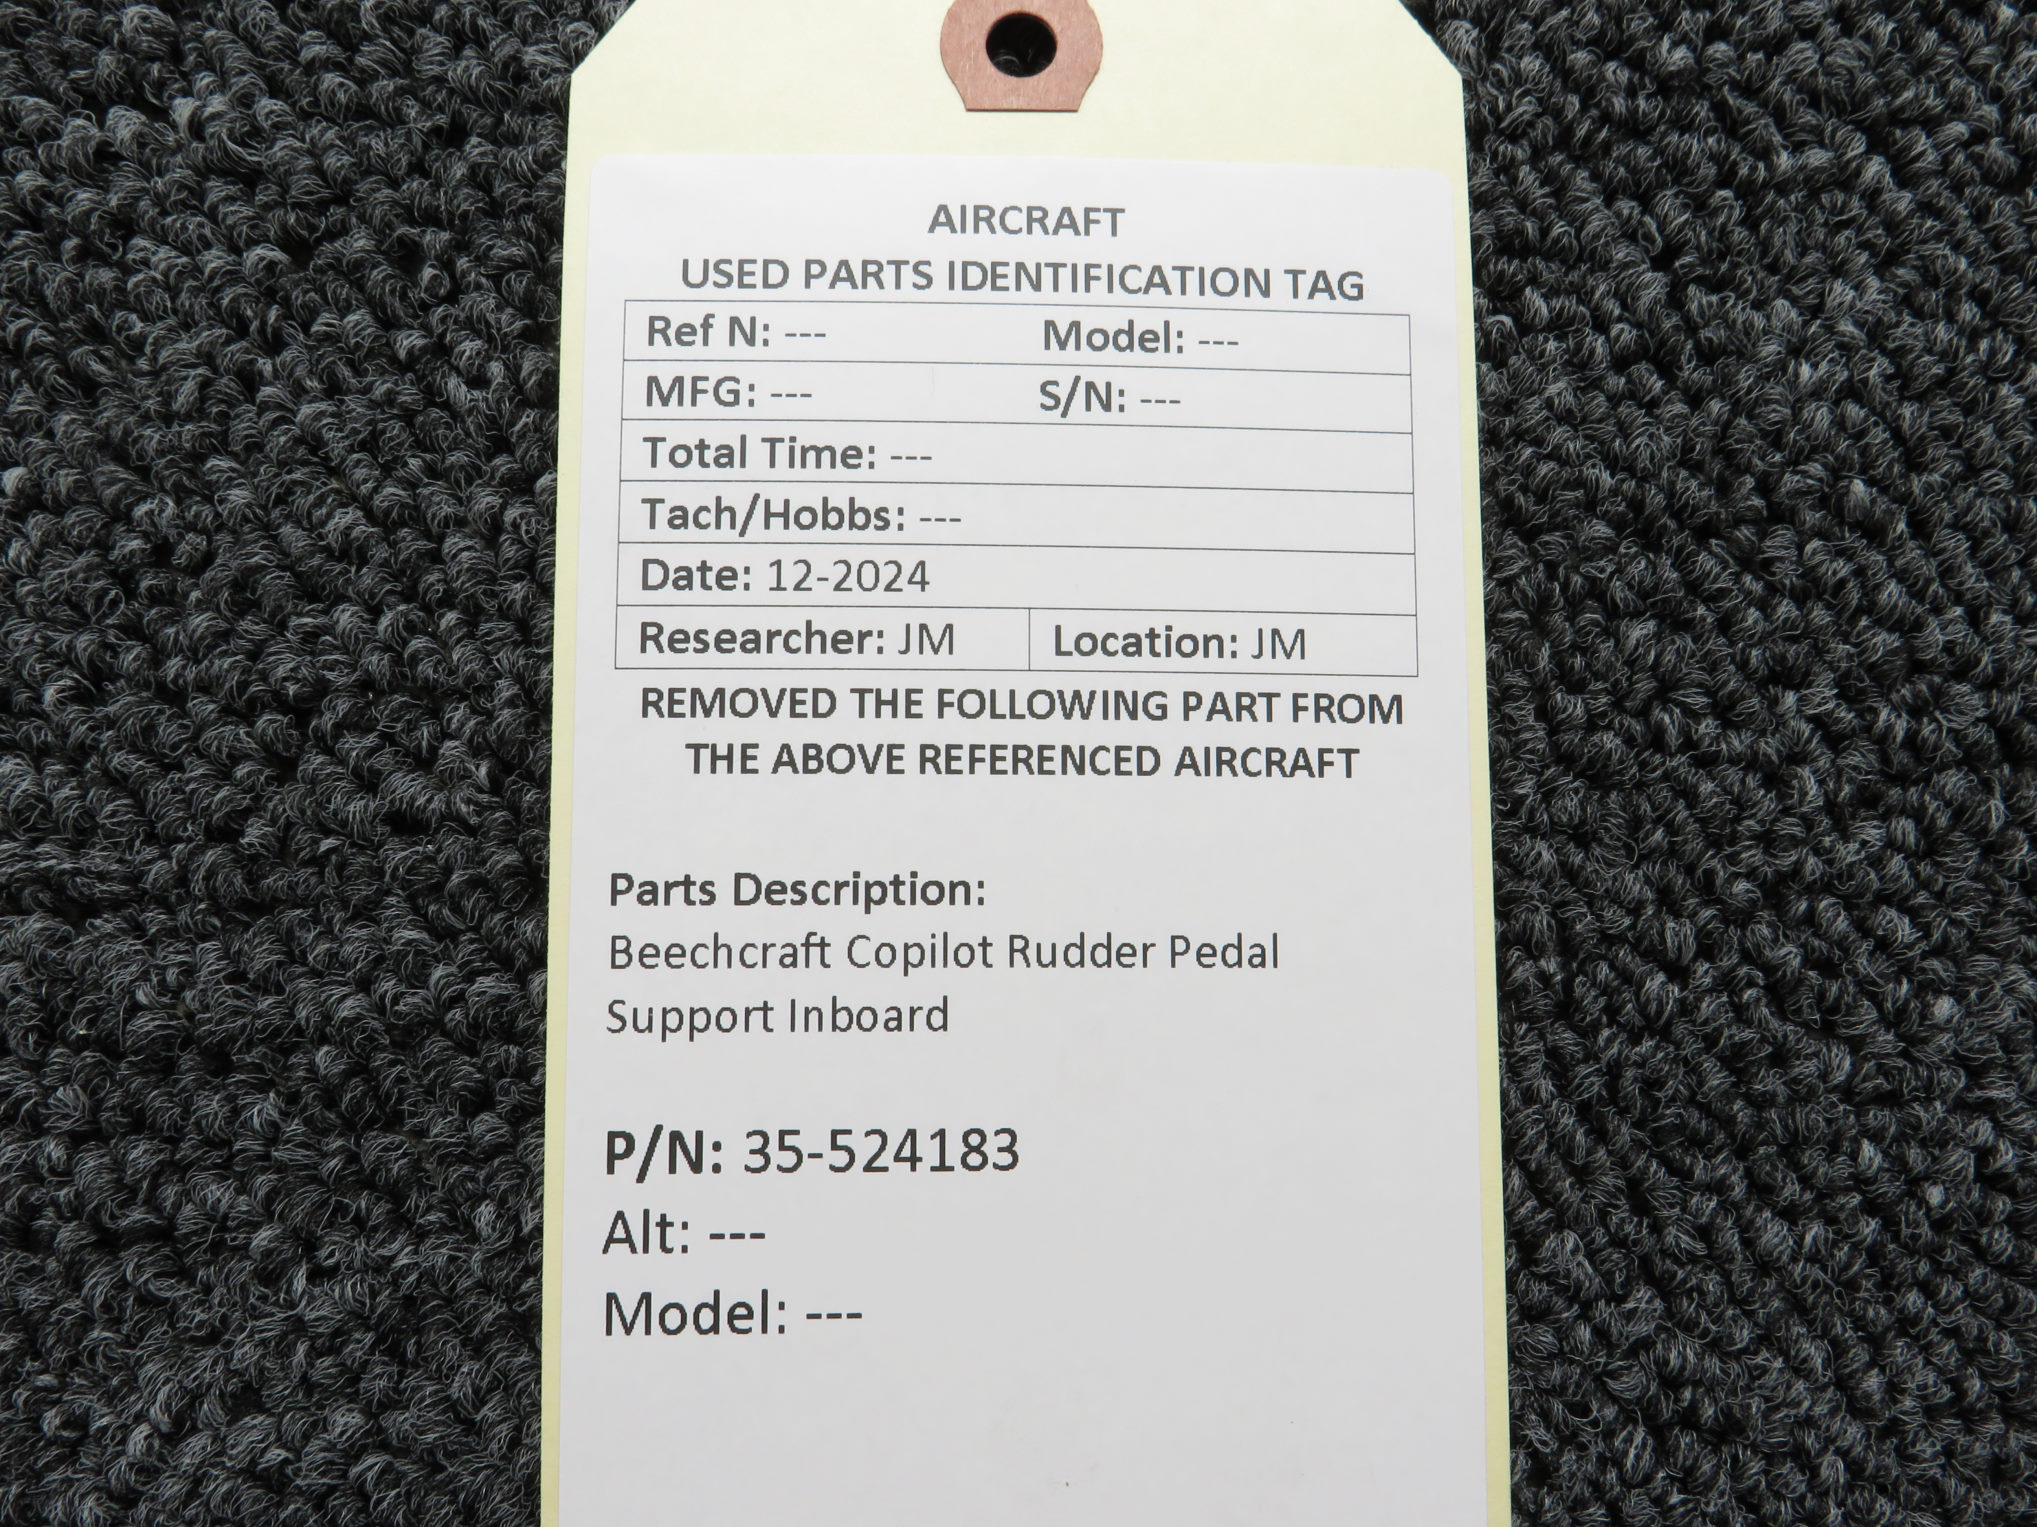 AIRCRAFT
USED PARTS IDENTIFICATION TAG
Ref N: --- Model: ---
MFG: --- S/N: ---
Total Time: ---
Tach/Hobbs: ---
Date: 12-2024
Researcher: JM Location: JM
REMOVED THE FOLLOWING PART FROM
THE ABOVE REFERENCED AIRCRAFT
Parts Description:
Beechcraft Copilot Rudder Pedal
Support Inboard
P/N: 35-524183
Alt: ---
Model: ---